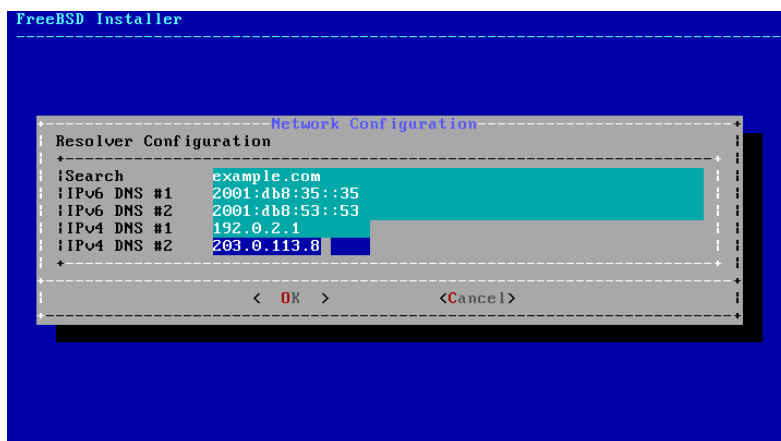 FreeBSD Installer
Network Configuration
Resolver Configuration
Search example.com
IPv6 DNS #1 2001:db8:35::35
IPv6 DNS #2 2001:db8:53::53
IPv4 DNS #1 192.0.2.1
IPv4 DNS #2 203.0.113.8
< OK > <Cancel>